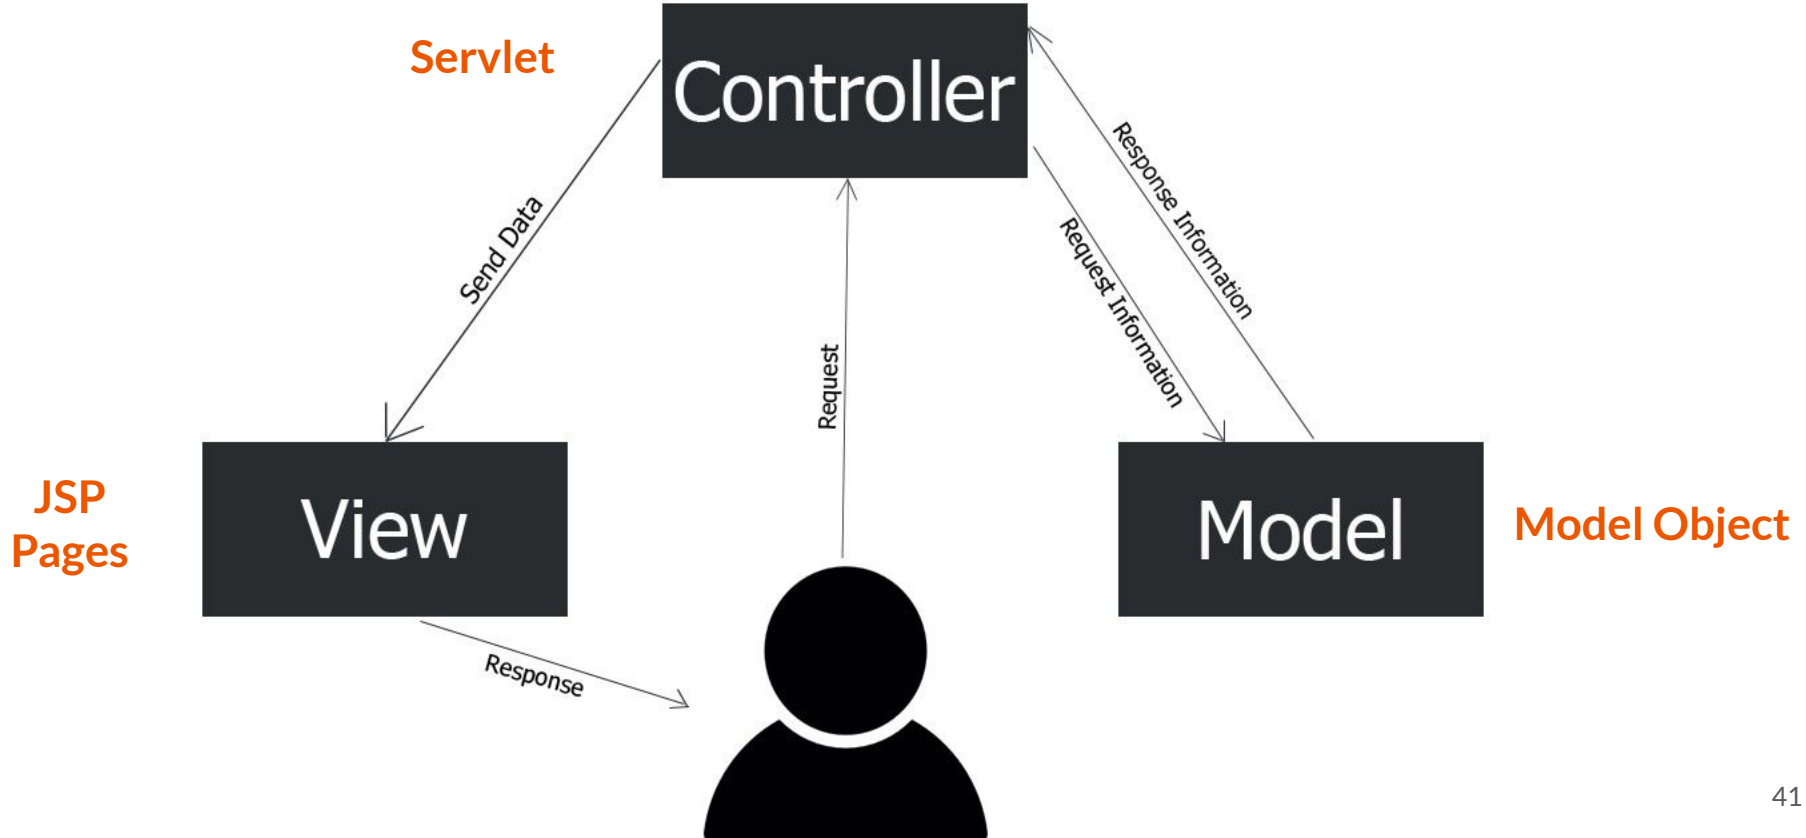 Servlet
Controller
Send Data
Request
Request Information
Response Information
JSP
Pages
View
Model
Model Object
Response
41